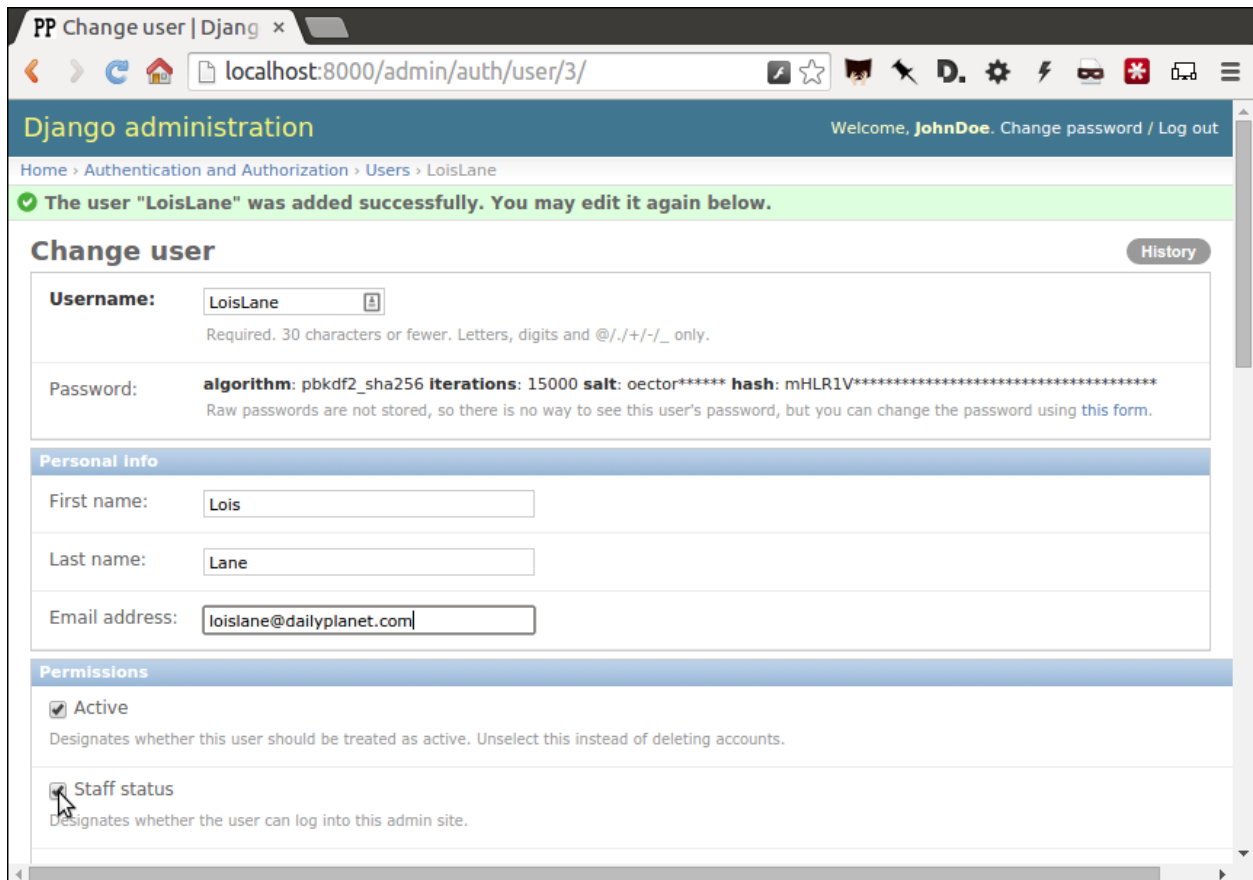 PP Change user | Djang ×
localhost:8000/admin/auth/user/3/
D.
Django administration
Welcome, JohnDoe. Change password / Log out
Home › Authentication and Authorization › Users › LoisLane
The user "LoisLane" was added successfully. You may edit it again below.
Change user
History
Username: LoisLane
Required. 30 characters or fewer. Letters, digits and @/./+/-/_ only.
Password: algorithm: pbkdf2_sha256 iterations: 15000 salt: oector****** hash: mHLR1V**************************************
Raw passwords are not stored, so there is no way to see this user's password, but you can change the password using this form.
Personal info
First name: Lois
Last name: Lane
Email address: loislane@dailyplanet.com
Permissions
Active
Designates whether this user should be treated as active. Unselect this instead of deleting accounts.
Staff status
Designates whether the user can log into this admin site.